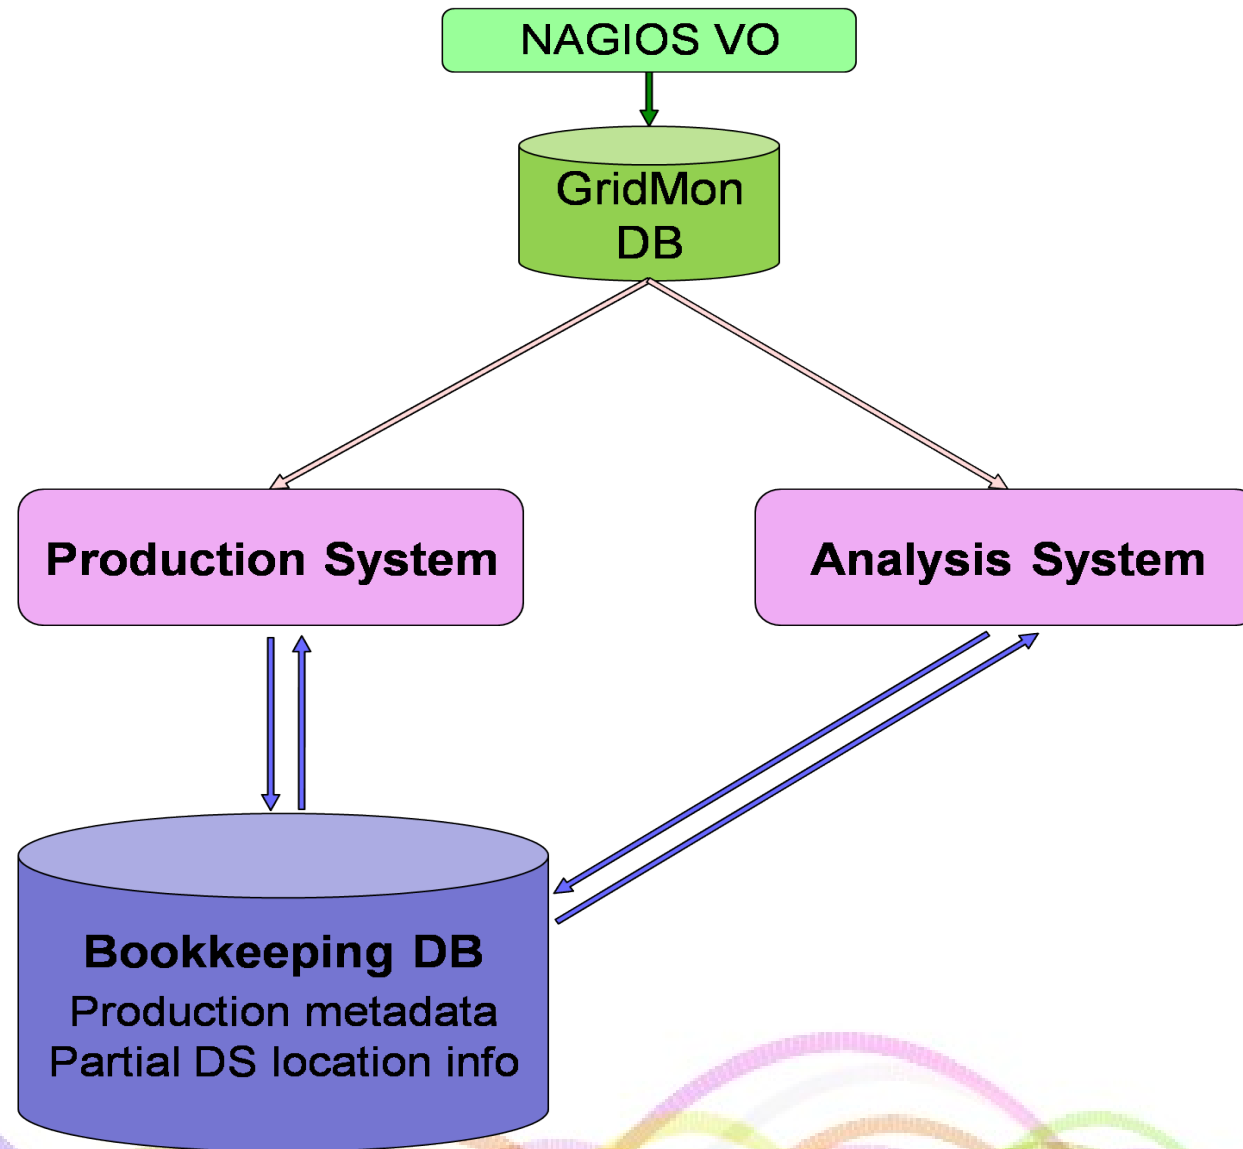 NAGIOS VO
GridMon
DB
Production System
Analysis System
Bookkeeping DB
Production metadata
Partial DS location info